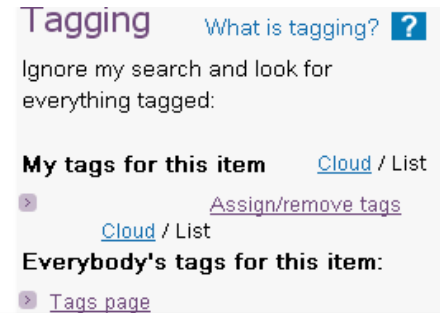 Tagging What is tagging? ?
Ignore my search and look for
everything tagged:
My tags for this item Cloud / List
Assign/remove tags
Cloud / List
Everybody's tags for this item:
Tags page